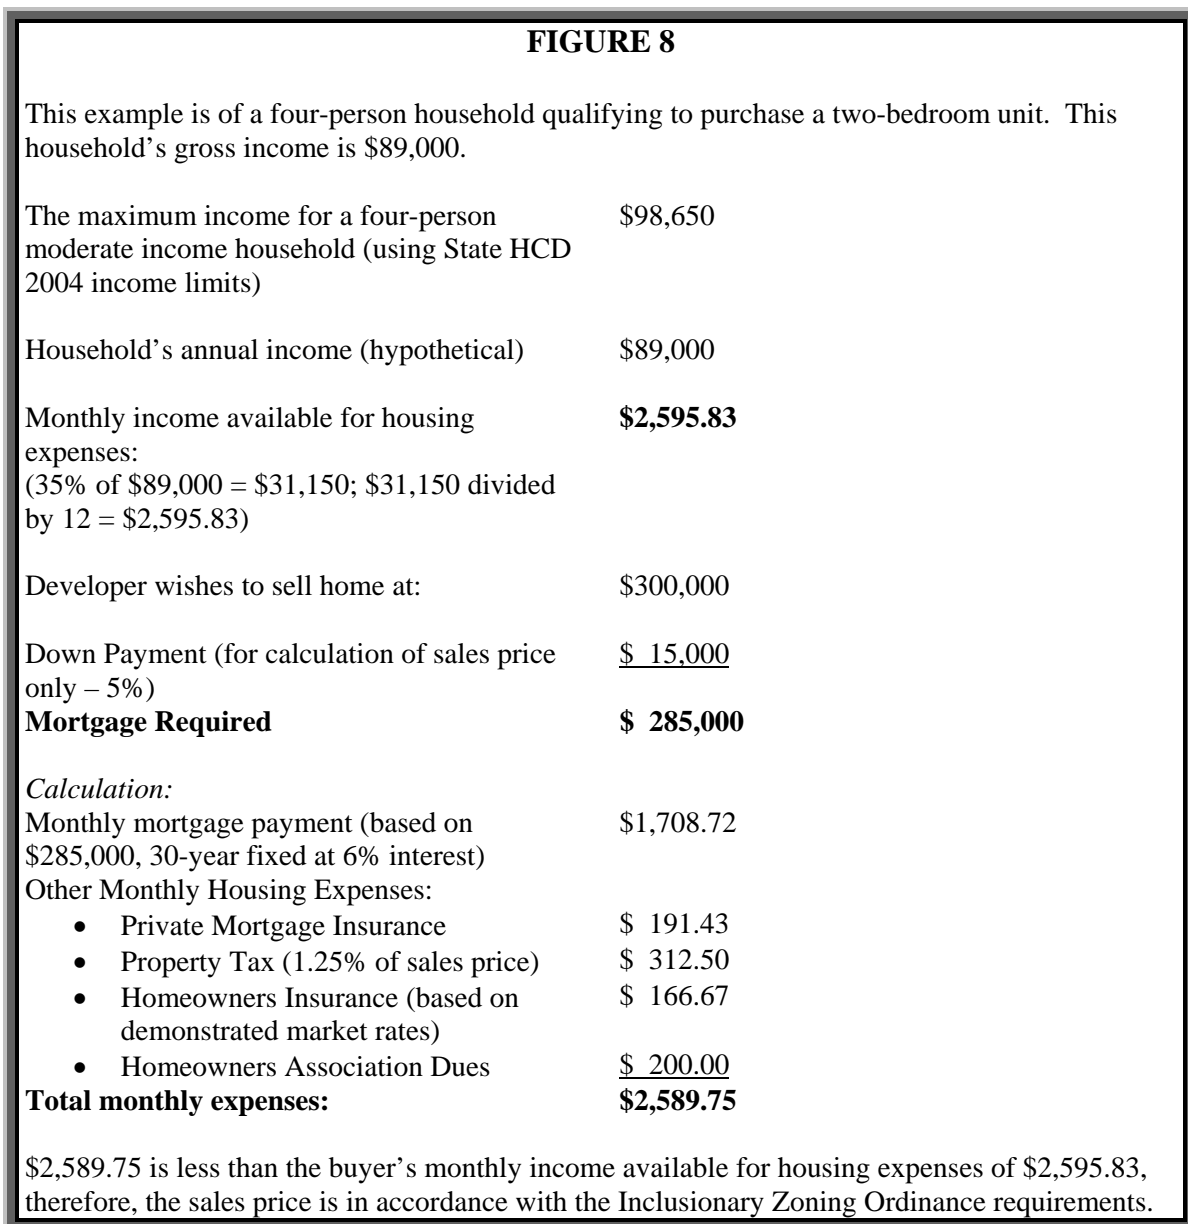 FIGURE 8
This example is of a four-person household qualifying to purchase a two-bedroom unit.  This
household’s gross income is $89,000.
The maximum income for a four-person $98,650
moderate income household (using State HCD
2004 income limits)
Household’s annual income (hypothetical) $89,000
Monthly income available for housing $2,595.83
expenses:
(35% of $89,000 = $31,150; $31,150 divided
by 12 = $2,595.83)
Developer wishes to sell home at: $300,000
Down Payment (for calculation of sales price $ 15,000
only – 5%)
Mortgage Required $ 285,000
Calculation:
Monthly mortgage payment (based on $1,708.72
$285,000, 30-year fixed at 6% interest)
Other Monthly Housing Expenses:
• Private Mortgage Insurance $ 191.43
• Property Tax (1.25% of sales price) $ 312.50
• Homeowners Insurance (based on $ 166.67
demonstrated market rates)
• Homeowners Association Dues $ 200.00
Total monthly expenses: $2,589.75
$2,589.75 is less than the buyer’s monthly income available for housing expenses of $2,595.83,
therefore, the sales price is in accordance with the Inclusionary Zoning Ordinance requirements.